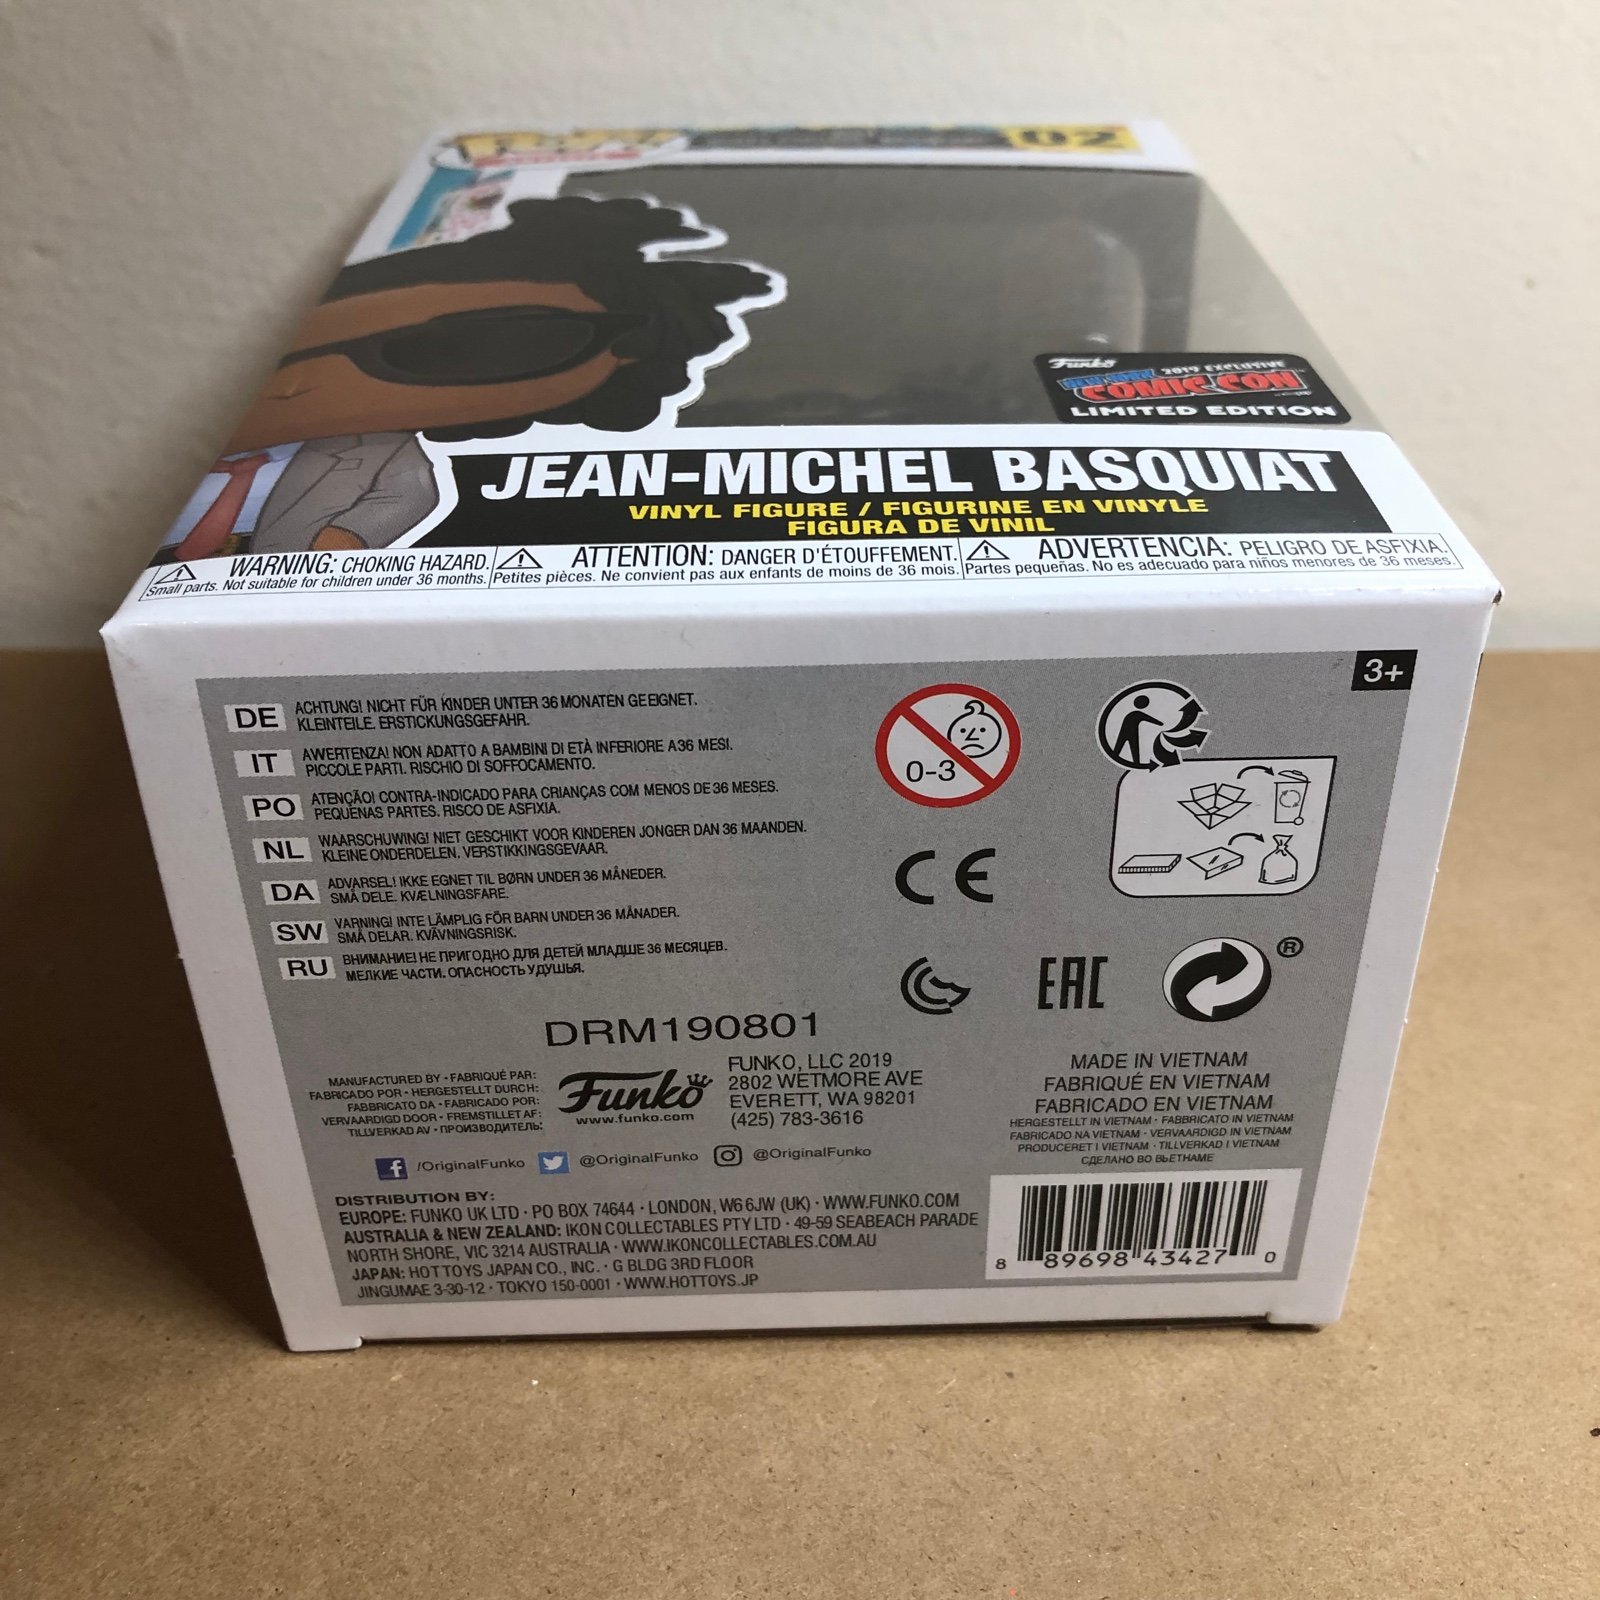 02
Funko
2019 EXCLUSIVE
NEW YORK
COMIC CON
LIMITED EDITION
JEAN-MICHEL BASQUIAT
VINYL FIGURE / FIGURINE EN VINYLE
FIGURA DE VINIL
WARNING: CHOKING HAZARD.
Small parts. Not suitable for children under 36 months.
ATTENTION: DANGER D'ÉTOUFFEMENT.
Petites pièces. Ne convient pas aux enfants de moins de 36 mois.
ADVERTENCIA: PELIGRO DE ASFIXIA.
Partes pequeñas. No es adecuado para niños menores de 36 meses.
3+
DE ACHTUNG! NICHT FÜR KINDER UNTER 36 MONATEN GEEIGNET.
KLEINTEILE. ERSTICKUNGSGEFAHR.
IT AWERTENZA! NON ADATTO A BAMBINI DI ETÀ INFERIORE A 36 MESI.
PICCOLE PARTI. RISCHIO DI SOFFOCAMENTO.
PO ATENÇÃO! CONTRA-INDICADO PARA CRIANÇAS COM MENOS DE 36 MESES.
PEQUENAS PARTES. RISCO DE ASFIXIA.
NL WAARSCHUWING! NIET GESCHIKT VOOR KINDEREN JONGER DAN 36 MAANDEN.
KLEINE ONDERDELEN. VERSTIKKINGSGEVAAR.
DA ADVARSEL! IKKE EGNET TIL BØRN UNDER 36 MÅNEDER.
SMÅ DELE. KVÆLNINGSFARE.
SW VARNING! INTE LÄMPLIG FÖR BARN UNDER 36 MÅNADER.
SMÅ DELAR. KVÄVNINGSRISK.
RU ВНИМАНИЕ! НЕ ПРИГОДНО ДЛЯ ДЕТЕЙ МЛАДШЕ 36 МЕСЯЦЕВ.
МЕЛКИЕ ЧАСТИ. ОПАСНОСТЬ УДУШЬЯ.
0-3
CE
EAC
®
DRM190801
MANUFACTURED BY • FABRIQUÉ PAR:
FABRICADO POR • HERGESTELLT DURCH:
FABBRICATO DA • FABRICADO POR:
VERVAARDIGD DOOR • FREMSTILLET AF:
TILLVERKAD AV • ПРОИЗВОДИТЕЛЬ:
Funko
www.funko.com
FUNKO, LLC 2019
2802 WETMORE AVE
EVERETT, WA 98201
(425) 783-3616
/OriginalFunko @OriginalFunko @OriginalFunko
MADE IN VIETNAM
FABRIQUÉ EN VIETNAM
FABRICADO EN VIETNAM
HERGESTELLT IN VIETNAM • FABBRICATO IN VIETNAM
FABRICADO NA VIETNAM • VERVAARDIGD IN VIETNAM
PRODUCERET I VIETNAM • TILLVERKAD I VIETNAM
СДЕЛАНО ВО ВЬЕТНАМЕ
DISTRIBUTION BY:
EUROPE: FUNKO UK LTD • PO BOX 74644 • LONDON, W6 6JW (UK) • WWW.FUNKO.COM
AUSTRALIA & NEW ZEALAND: IKON COLLECTABLES PTY LTD • 49-59 SEABEACH PARADE
NORTH SHORE, VIC 3214 AUSTRALIA • WWW.IKONCOLLECTABLES.COM.AU
JAPAN: HOT TOYS JAPAN CO., INC. • G BLDG 3RD FLOOR
JINGUMAE 3-30-12 • TOKYO 150-0001 • WWW.HOTTOYS.JP
8 89698 43427 0